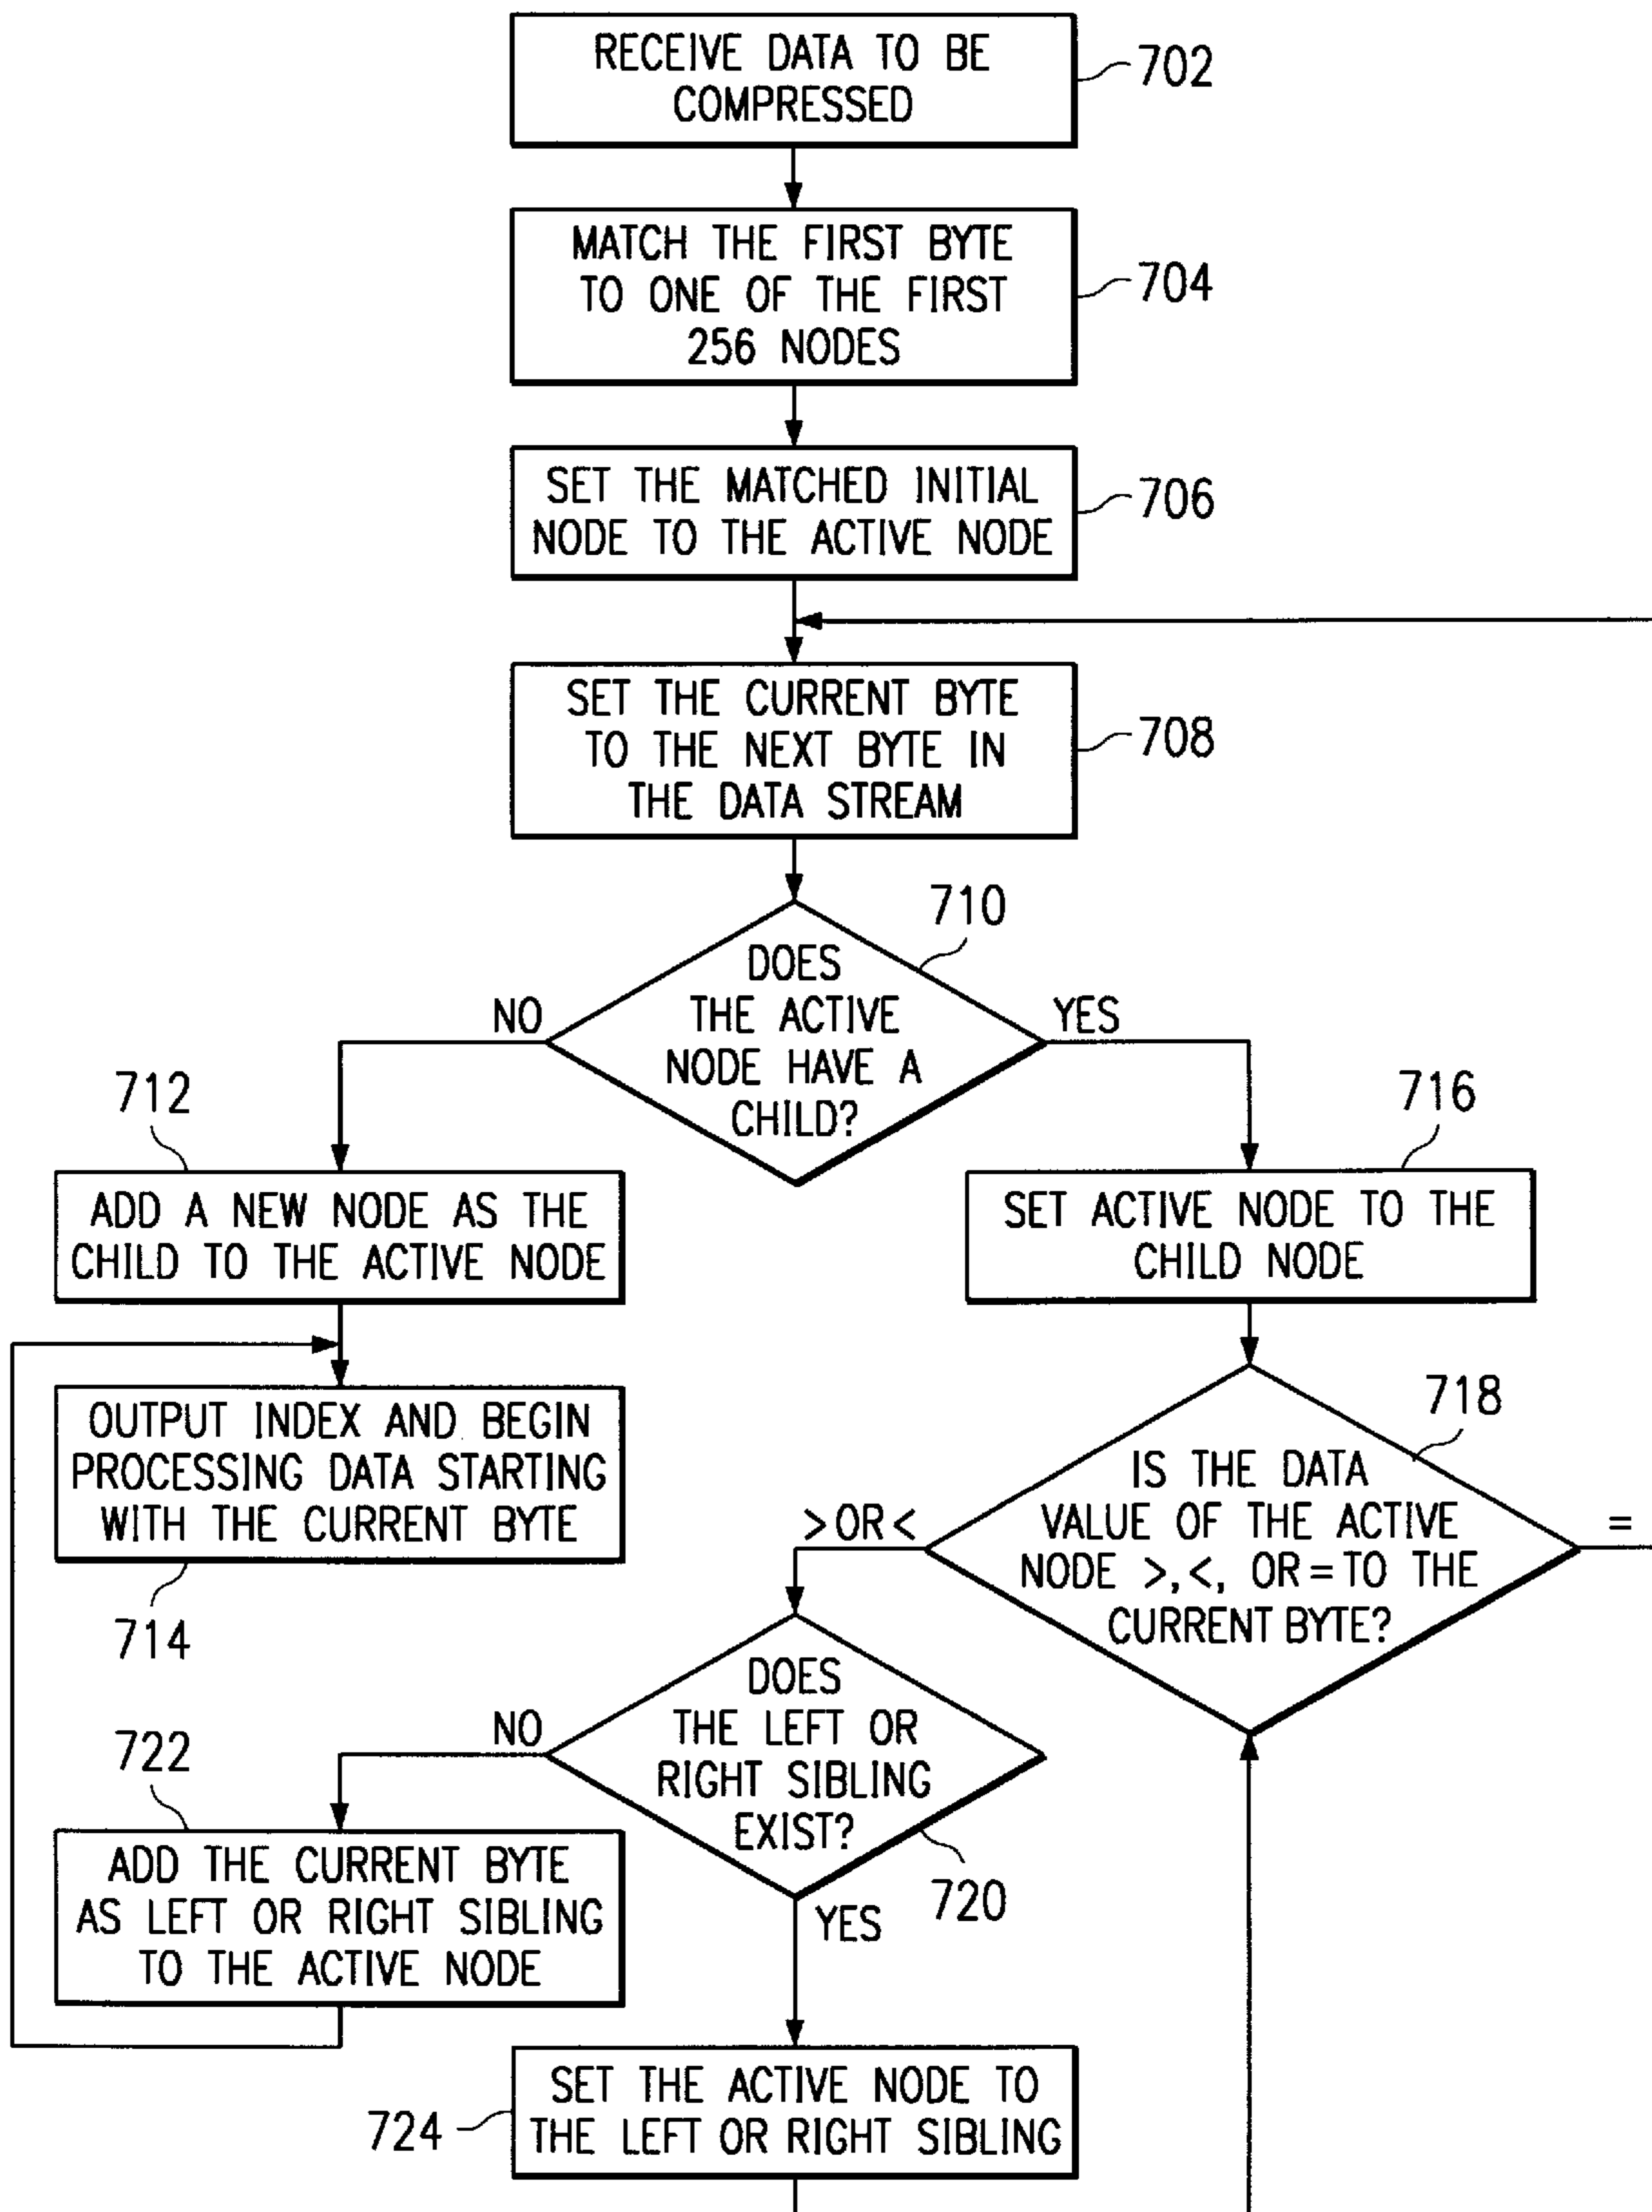 RECEIVE DATA TO BE
COMPRESSED
702
MATCH THE FIRST BYTE
TO ONE OF THE FIRST
256 NODES
704
SET THE MATCHED INITIAL
NODE TO THE ACTIVE NODE
706
SET THE CURRENT BYTE
TO THE NEXT BYTE IN
THE DATA STREAM
708
710
DOES
THE ACTIVE
NODE HAVE A
CHILD?
NO
YES
712
ADD A NEW NODE AS THE
CHILD TO THE ACTIVE NODE
716
SET ACTIVE NODE TO THE
CHILD NODE
OUTPUT INDEX AND BEGIN
PROCESSING DATA STARTING
WITH THE CURRENT BYTE
714
718
IS THE DATA
VALUE OF THE ACTIVE
NODE >,<, OR = TO THE
CURRENT BYTE?
> OR <
=
DOES
THE LEFT OR
RIGHT SIBLING
EXIST?
NO
720
YES
722
ADD THE CURRENT BYTE
AS LEFT OR RIGHT SIBLING
TO THE ACTIVE NODE
SET THE ACTIVE NODE TO
THE LEFT OR RIGHT SIBLING
724